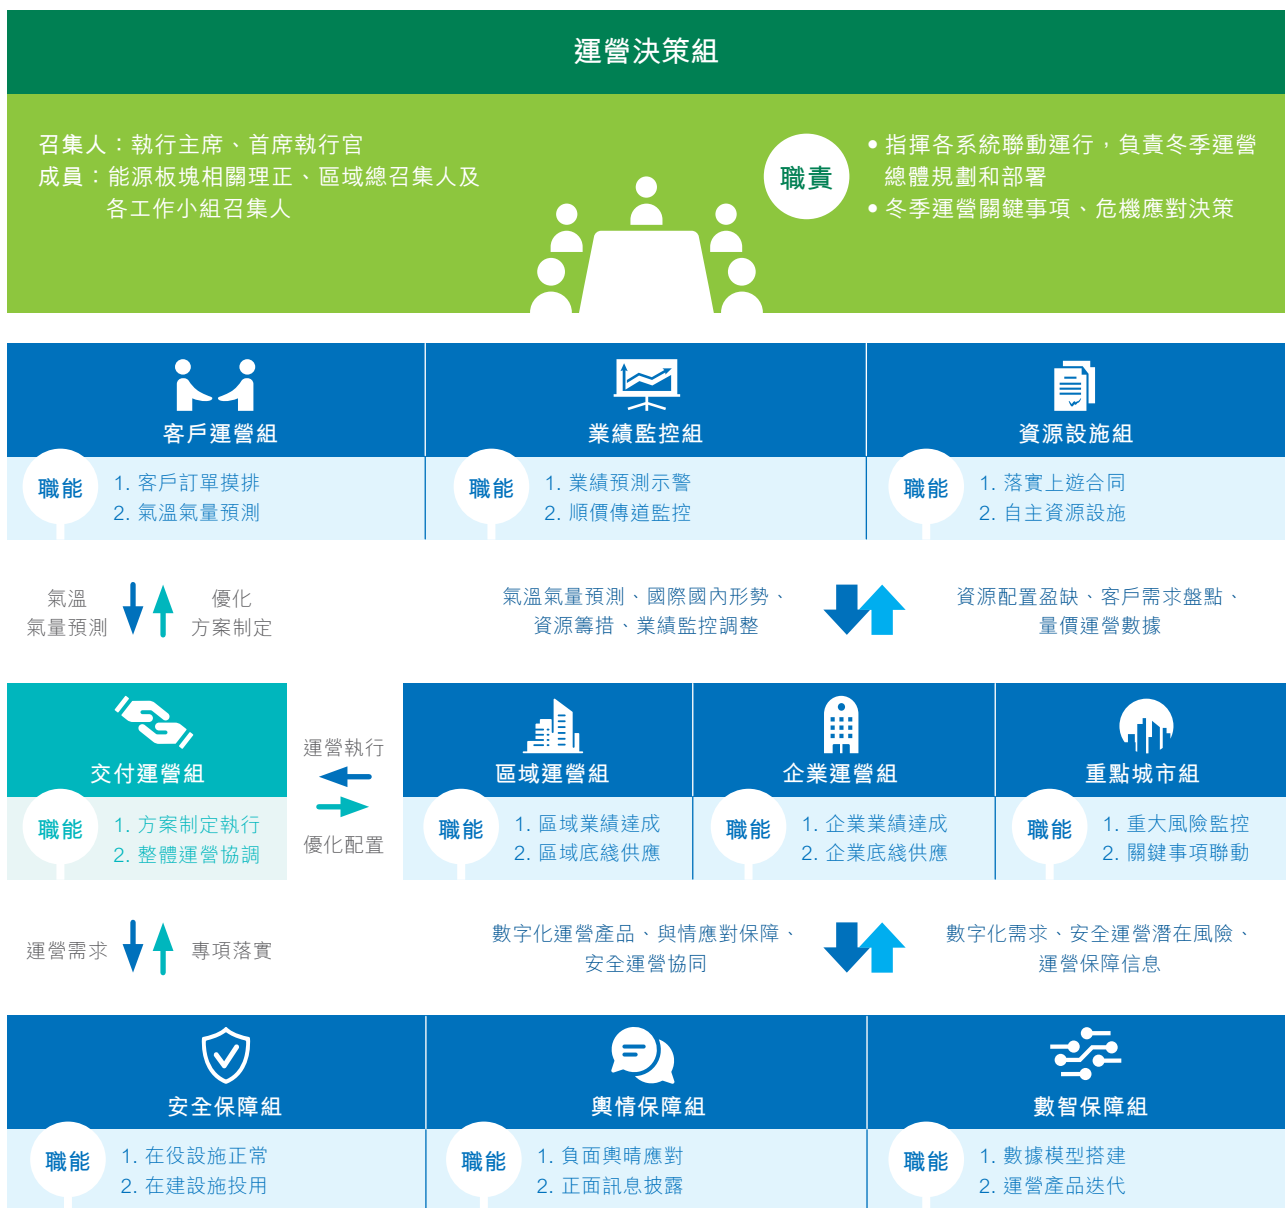 運營決策組
召集人：執行主席、首席執行官
成員：能源板塊相關理正、區域總召集人及
各工作小組召集人
職責
•指揮各系統聯動運行，負責冬季運營
總體規劃和部署
•冬季運營關鍵事項、危機應對決策
客戶運營組
職能
1. 客戶訂單摸排
2. 氣溫氣量預測
業績監控組
職能
1. 業績預測示警
2. 順價傳道監控
資源設施組
職能
1. 落實上遊合同
2. 自主資源設施
氣溫
氣量預測
優化
方案制定
氣溫氣量預測、國際國內形勢、
資源籌措、業績監控調整
資源配置盈缺、客戶需求盤點、
量價運營數據
交付運營組
職能
1. 方案制定執行
2. 整體運營協調
運營執行
優化配置
區域運營組
職能
1. 區域業績達成
2. 區域底綫供應
企業運營組
職能
1. 企業業績達成
2. 企業底綫供應
重點城市組
職能
1. 重大風險監控
2. 關鍵事項聯動
運營需求
專項落實
數字化運營產品、與情應對保障、
安全運營協同
數字化需求、安全運營潛在風險、
運營保障信息
安全保障組
職能
1. 在役設施正常
2. 在建設施投用
輿情保障組
職能
1. 負面輿晴應對
2. 正面訊息披露
數智保障組
職能
1. 數據模型搭建
2. 運營產品迭代